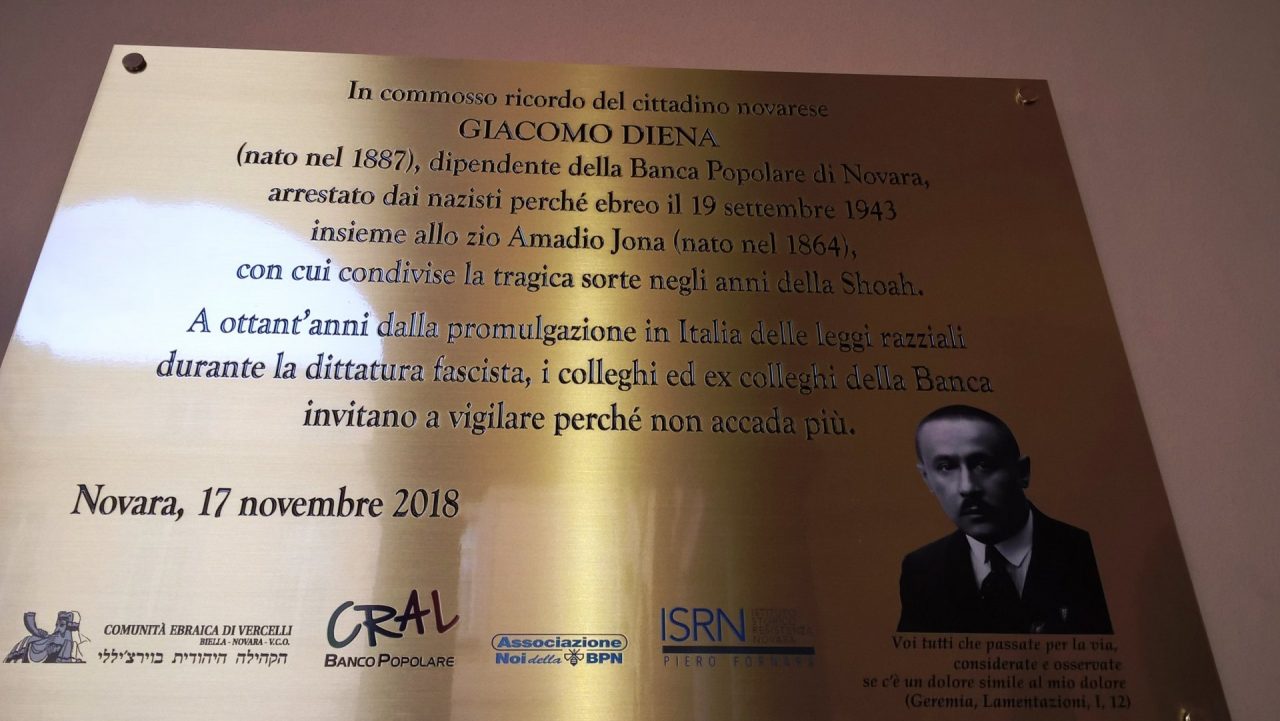 In commosso ricordo del cittadino novarese
GIACOMO DIENA
(nato nel 1887), dipendente della Banca Popolare di Novara,
arrestato dai nazisti perché ebreo il 19 settembre 1943
insieme allo zio Amadio Jona (nato nel 1864),
con cui condivise la tragica sorte negli anni della Shoah.
A ottant'anni dalla promulgazione in Italia delle leggi razziali
durante la dittatura fascista, i colleghi ed ex colleghi della Banca
invitano a vigilare perché non accada più.
Novara, 17 novembre 2018
COMUNITÀ EBRAICA DI VERCELLI
BIELLA - NOVARA - V.C.O.
הקהילה היהודית בוירצ'יללי
CRAL
BANCO POPOLARE
Associazione
Noi della BPN
ISRN
ISTITUTO
STORICO
RESISTENZA
NOVARA
PIERO FORNARA
Voi tutti che passate per la via,
considerate e osservate
se c'è un dolore simile al mio dolore
(Geremia, Lamentazioni, I, 12)